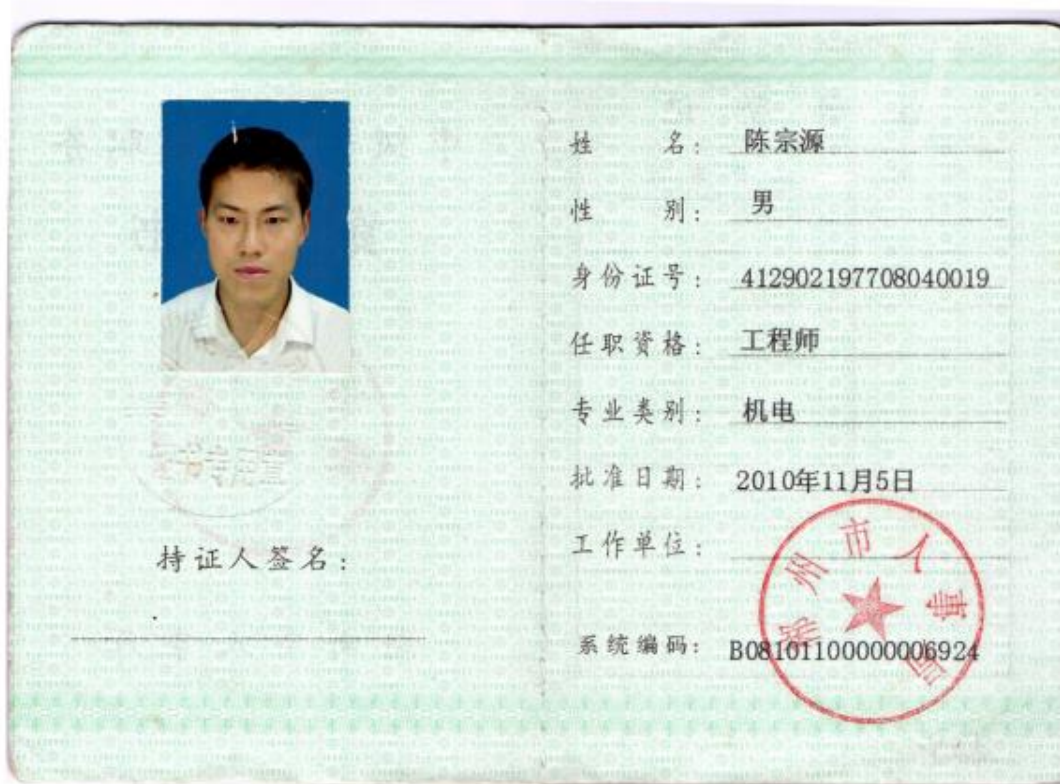 持证人签名：
姓 名： 陈宗源
性 别： 男
身份证号： 412902197708040019
任职资格： 工程师
专业类别： 机电
批准日期： 2010年11月5日
工作单位：
系统编码： B08101100000006924
州市人事局